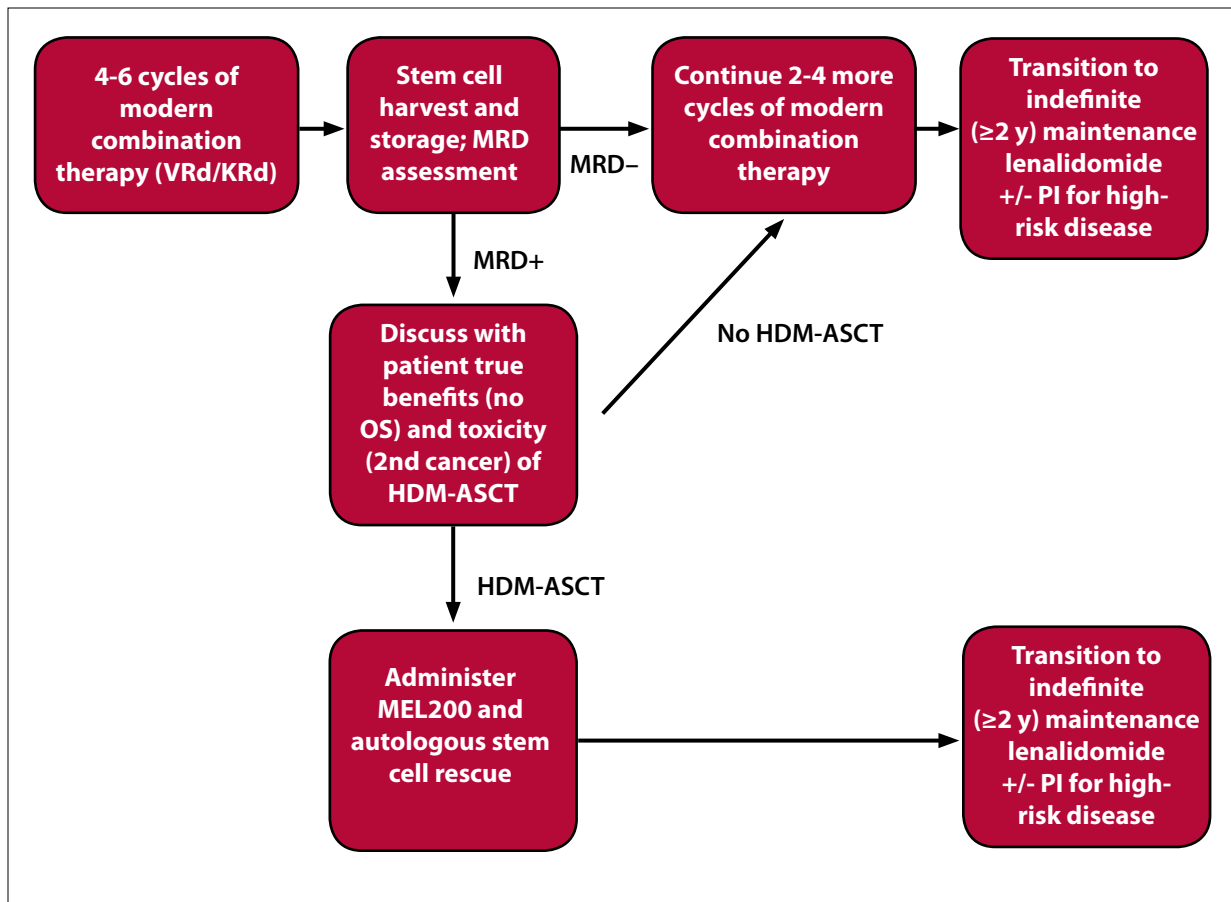 4-6 cycles of
modern
combination
therapy (VRd/KRd)
Stem cell
harvest and
storage; MRD
assessment
MRD–
Continue 2-4 more
cycles of modern
combination
therapy
Transition to
indefinite
(≥2 y) maintenance
lenalidomide
+/- PI for high-
risk disease
MRD+
Discuss with
patient true
benefits (no
OS) and toxicity
(2nd cancer) of
HDM-ASCT
No HDM-ASCT
HDM-ASCT
Administer
MEL200 and
autologous stem
cell rescue
Transition to
indefinite
(≥2 y) maintenance
lenalidomide
+/- PI for high-
risk disease